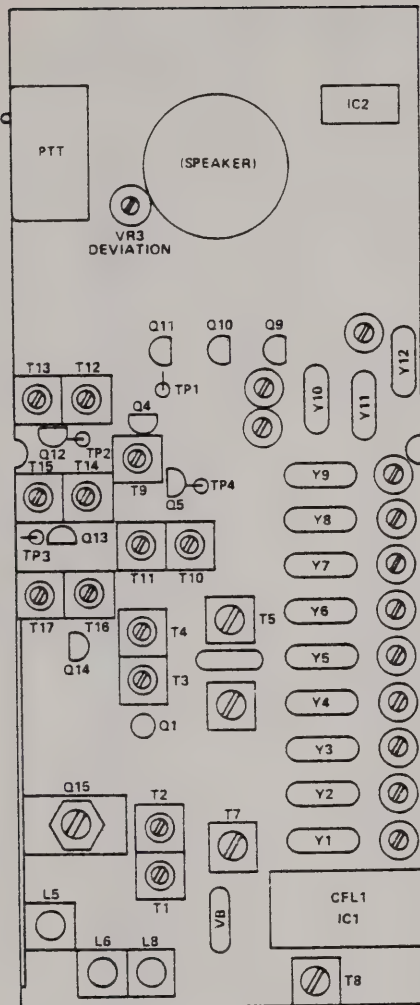 IC2
PTT
(SPEAKER)
VR3
DEVIATION
Q11
Q10
Q9
Y12
T13
T12
TP1
Y10
Y11
Q4
Q12
TP2
T15
T14
T9
TP4
Q5
Y9
Y8
TP3
Q13
T11
T10
Y7
T17
T16
T4
T5
Y6
Q14
T3
Y5
Y4
Q1
Y3
Q15
T2
T7
Y2
Y1
T1
L5
VB
CFL1
IC1
L6
L8
T8